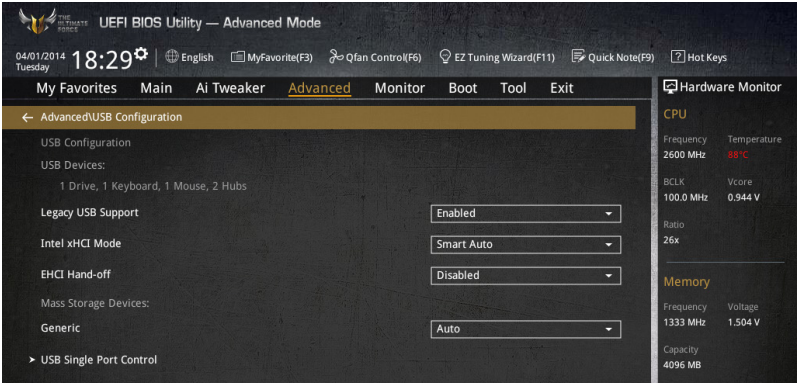 THE
ULTIMATE
FORCE
UEFI BIOS Utility — Advanced Mode
04/01/2014
Tuesday
18:29
English
MyFavorite(F3)
Qfan Control(F6)
EZ Tuning Wizard(F11)
Quick Note(F9)
? Hot Keys
My Favorites Main Ai Tweaker Advanced Monitor Boot Tool Exit
← Advanced\USB Configuration
USB Configuration
USB Devices:
1 Drive, 1 Keyboard, 1 Mouse, 2 Hubs
Legacy USB Support Enabled
Intel xHCI Mode Smart Auto
EHCI Hand-off Disabled
Mass Storage Devices:
Generic Auto
USB Single Port Control
Hardware Monitor
CPU
Frequency Temperature
2600 MHz 88°C
BCLK Vcore
100.0 MHz 0.944 V
Ratio
26x
Memory
Frequency Voltage
1333 MHz 1.504 V
Capacity
4096 MB